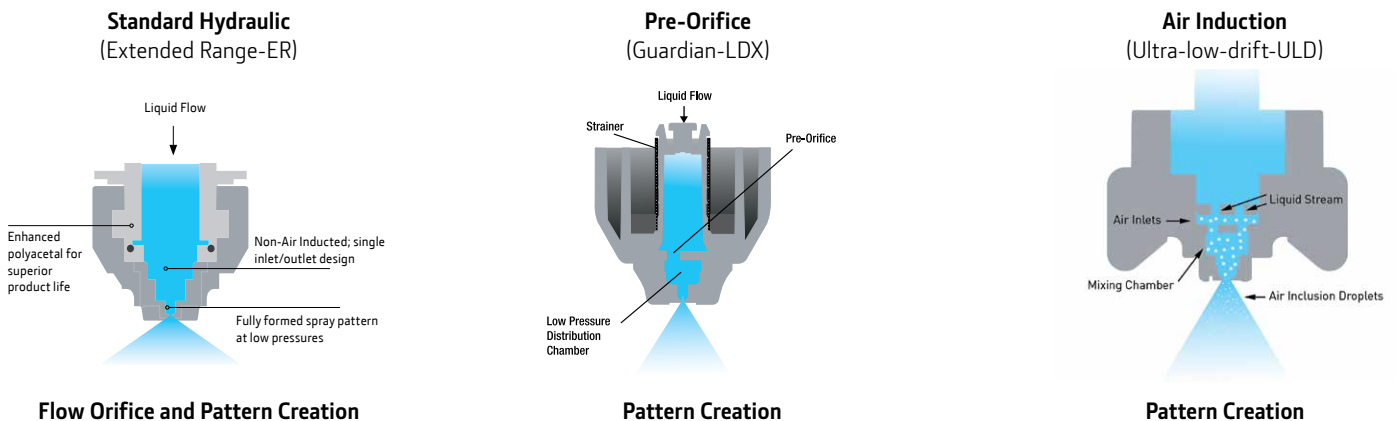 Standard Hydraulic
(Extended Range-ER)
Liquid Flow
Enhanced
polyacetal for
superior
product life
Non-Air Inducted; single
inlet/outlet design
Fully formed spray pattern
at low pressures
Flow Orifice and Pattern Creation
Pre-Orifice
(Guardian-LDX)
Liquid Flow
Strainer
Pre-Orifice
Low Pressure
Distribution
Chamber
Pattern Creation
Air Induction
(Ultra-low-drift-ULD)
Liquid Stream
Air Inlets
Mixing Chamber
Air Inclusion Droplets
Pattern Creation